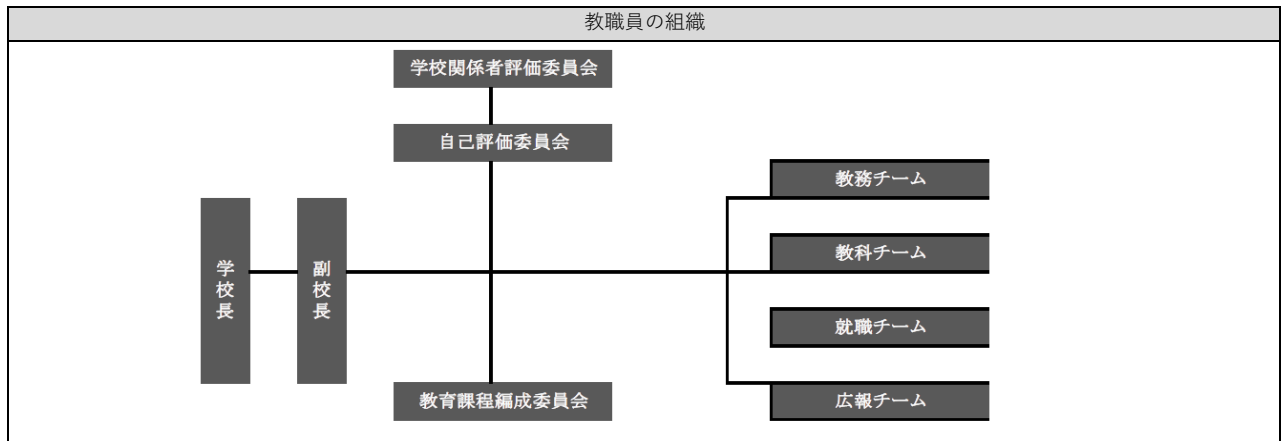 教職員の組織
学校関係者評価委員会
自己評価委員会
教務チーム
教科チーム
学校長
副校長
就職チーム
教育課程編成委員会
広報チーム